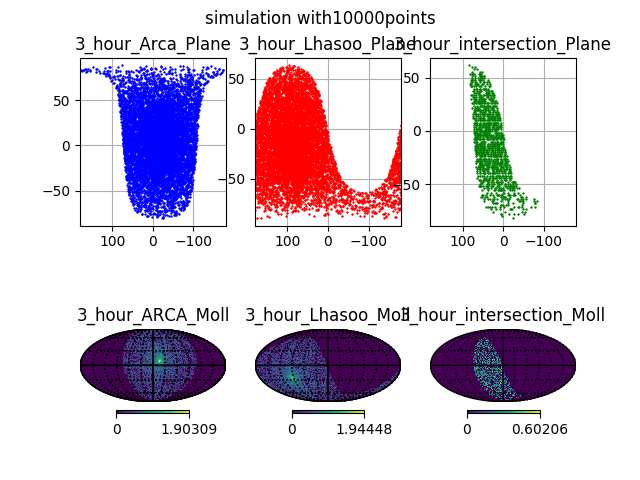 simulation with10000points
3_hour_Arca_Plane 3_hour_Lhasoo_Plane 3_hour_intersection_Plane
50 50 50
0 0 0
−50 −50 −50
100 0 −100 100 0 −100 100 0 −100
3_hour_ARCA_Moll 3_hour_Lhasoo_Moll 3_hour_intersection_Moll
0 1.90309 0 1.94448 0 0.60206